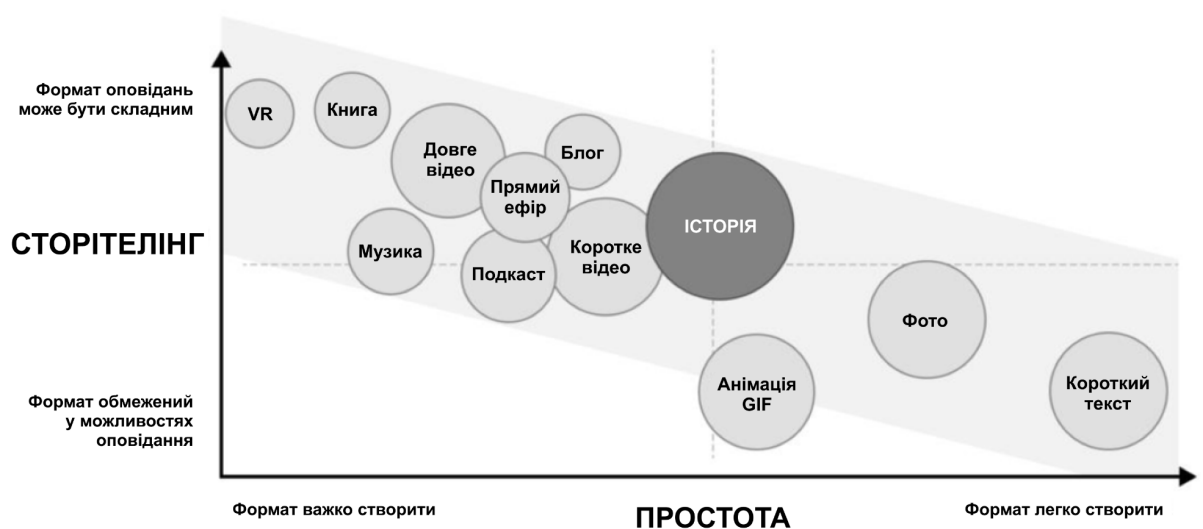 Формат оповідань
може бути складним
VR
Книга
Довге
відео
Блог
Прямий
ефір
СТОРІТЕЛІНГ
Музика
Подкаст
Коротке
відео
ІСТОРІЯ
Фото
Анімація
GIF
Короткий
текст
Формат обмежений
у можливостях
оповідання
Формат важко створити
ПРОСТОТА
Формат легко створити